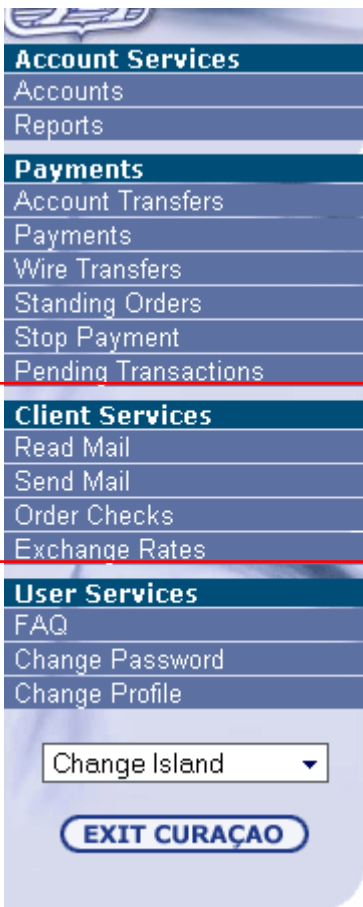 Account Services
Accounts
Reports
Payments
Account Transfers
Payments
Wire Transfers
Standing Orders
Stop Payment
Pending Transactions
Client Services
Read Mail
Send Mail
Order Checks
Exchange Rates
User Services
FAQ
Change Password
Change Profile
Change Island
EXIT CURAÇAO